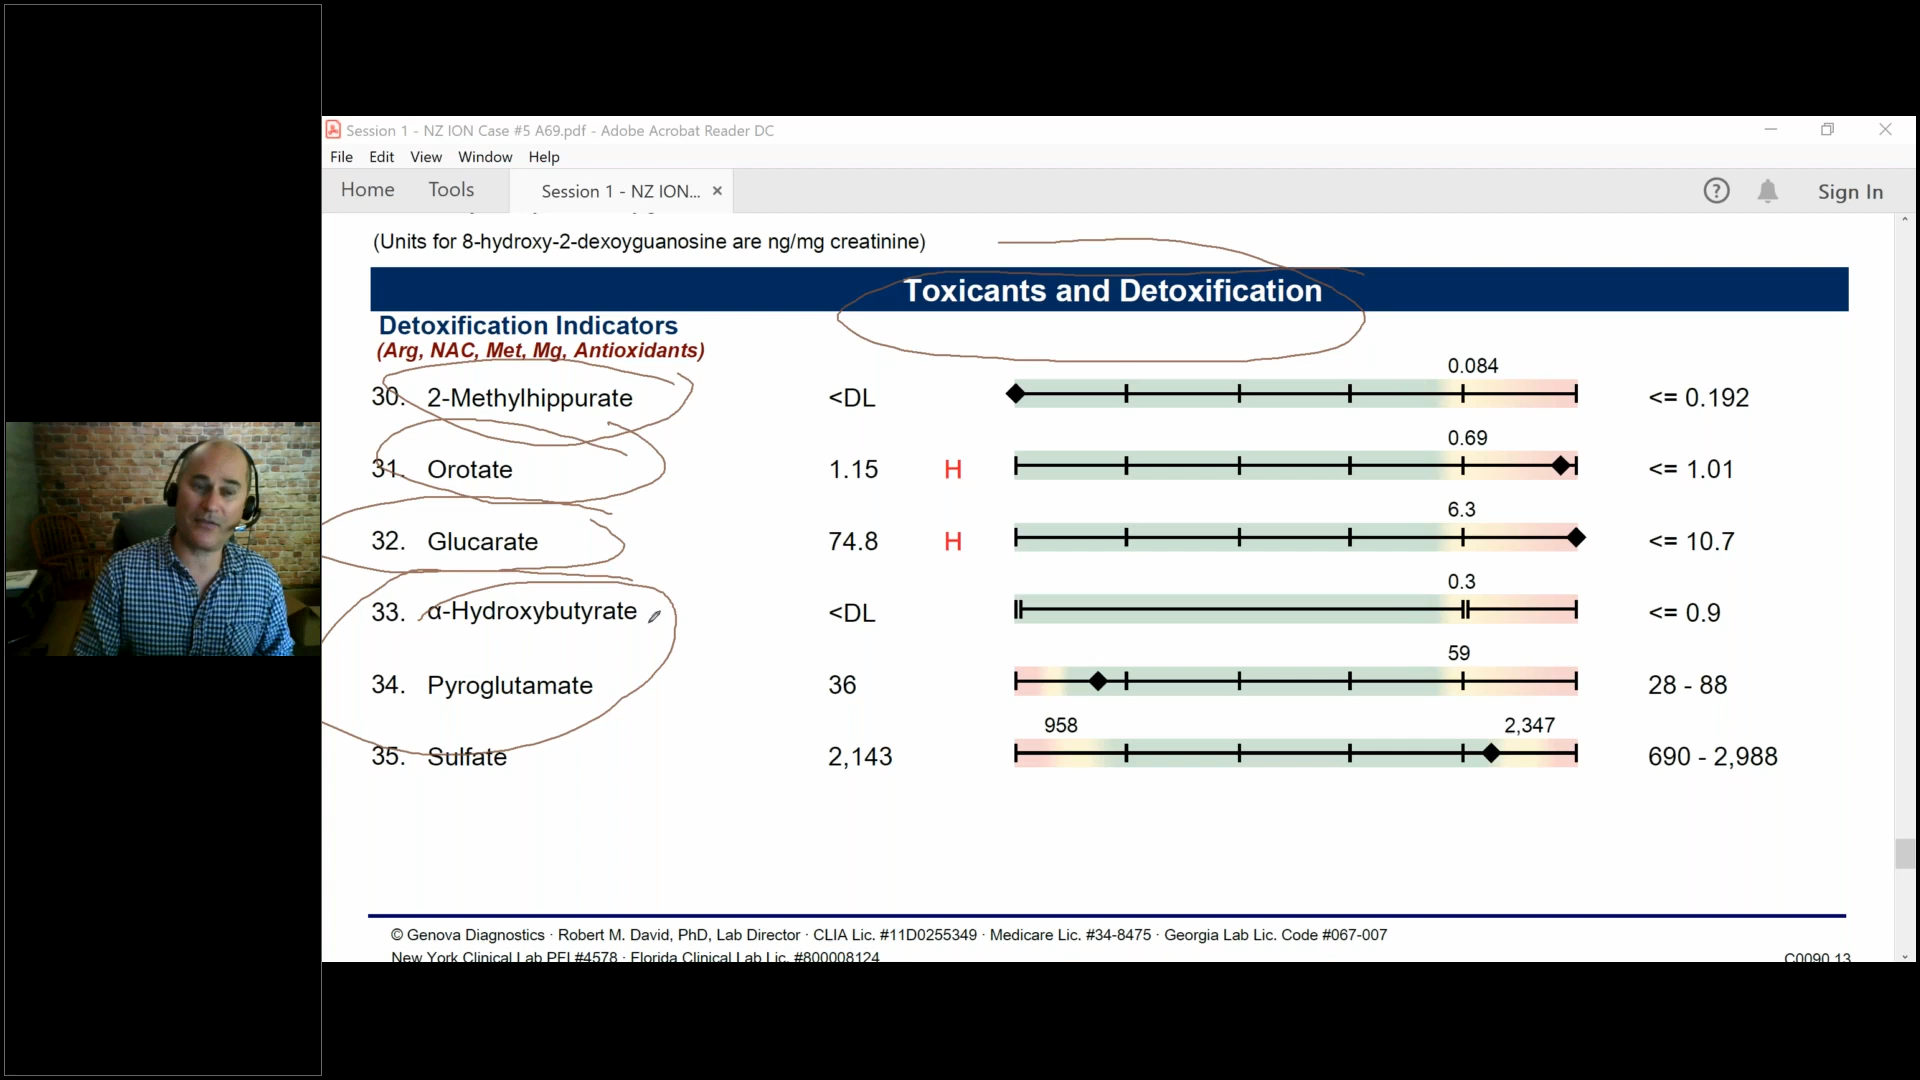 Session 1 - NZ ION Case #5 A69.pdf - Adobe Acrobat Reader DC
File Edit View Window Help
Home Tools Session 1 - NZ ION... × ? Sign In
(Units for 8-hydroxy-2-dexoyguanosine are ng/mg creatinine)
Toxicants and Detoxification
Detoxification Indicators
(Arg, NAC, Met, Mg, Antioxidants)
0.084
30. 2-Methylhippurate <DL <= 0.192
0.69
31. Orotate 1.15 H <= 1.01
6.3
32. Glucarate 74.8 H <= 10.7
0.3
33. α-Hydroxybutyrate <DL <= 0.9
59
34. Pyroglutamate 36 28 - 88
958 2,347
35. Sulfate 2,143 690 - 2,988
© Genova Diagnostics · Robert M. David, PhD, Lab Director · CLIA Lic. #11D0255349 · Medicare Lic. #34-8475 · Georgia Lab Lic. Code #067-007
New York Clinical Lab PFI #4578 · Florida Clinical Lab Lic. #800008124 C0090.13